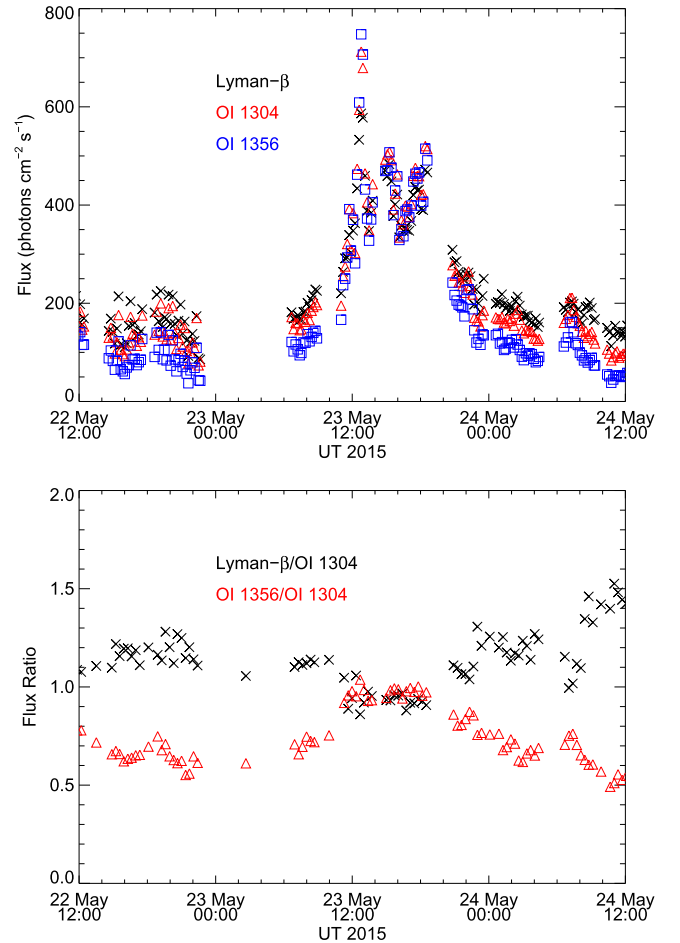 800
600
400
200
0
Flux (photons cm⁻² s⁻¹)
Lyman−β
OI 1304
OI 1356
22 May 23 May 23 May 24 May 24 May
12:00 00:00 12:00 00:00 12:00
UT 2015
2.0
1.5
1.0
0.5
0.0
Flux Ratio
Lyman−β/OI 1304
OI 1356/OI 1304
22 May 23 May 23 May 24 May 24 May
12:00 00:00 12:00 00:00 12:00
UT 2015